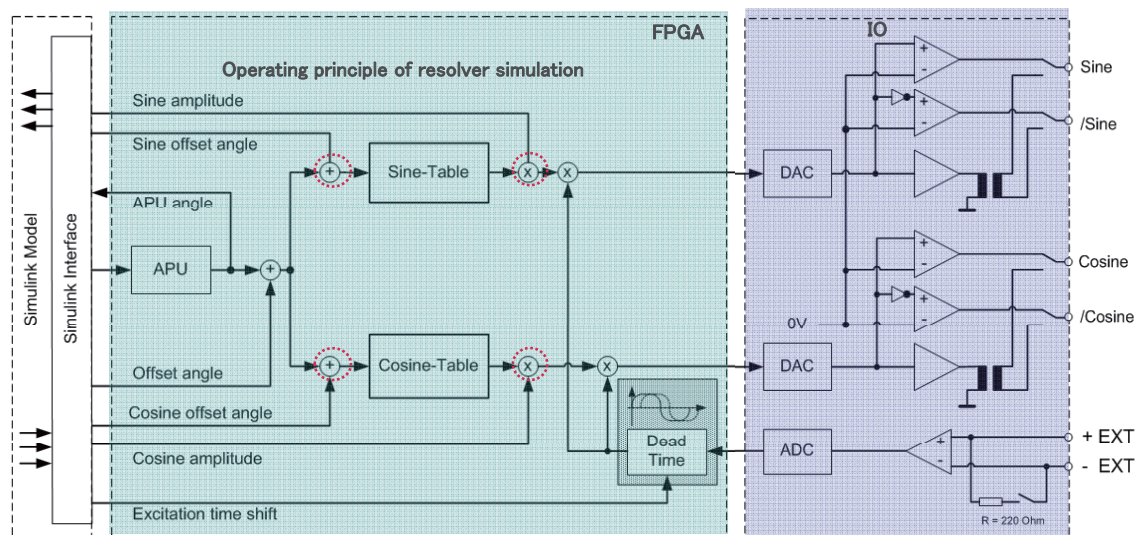 FPGA
IO
Operating principle of resolver simulation
Simulink Model
Simulink Interface
Sine amplitude
Sine offset angle
APU angle
APU
Offset angle
Cosine offset angle
Cosine amplitude
Excitation time shift
+
Sine-Table
x
x
+
+
Cosine-Table
x
x
Dead
Time
DAC
+
-
Sine
+
-
/Sine
+
-
Cosine
+
-
/Cosine
0V
DAC
ADC
+
-
+ EXT
- EXT
R = 220 Ohm